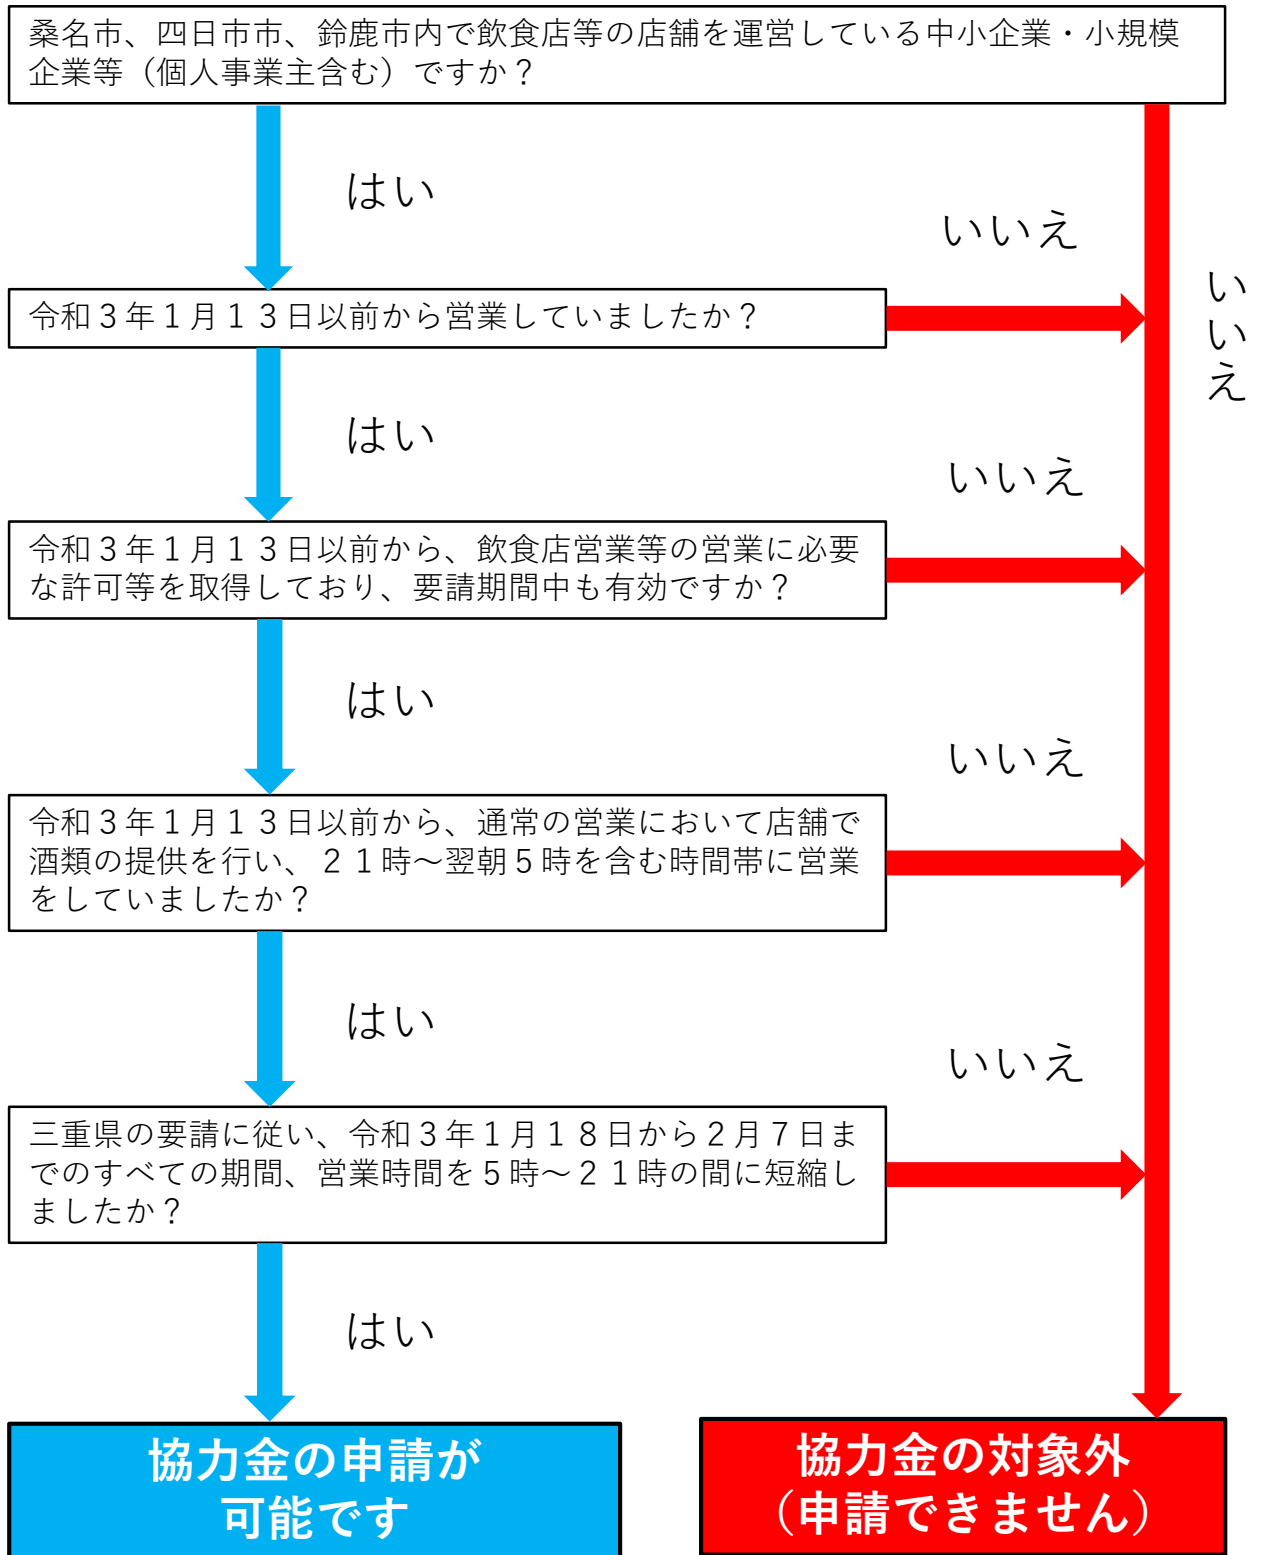 桑名市、四日市市、鈴鹿市内で飲食店等の店舗を運営している中小企業・小規模
企業等（個人事業主含む）ですか？
はい
いいえ
いいえ
令和３年１月１３日以前から営業していましたか？
はい
いいえ
令和３年１月１３日以前から、飲食店営業等の営業に必要
な許可等を取得しており、要請期間中も有効ですか？
はい
いいえ
令和３年１月１３日以前から、通常の営業において店舗で
酒類の提供を行い、２１時～翌朝５時を含む時間帯に営業
をしていましたか？
はい
いいえ
三重県の要請に従い、令和３年１月１８日から２月７日ま
でのすべての期間、営業時間を５時～２１時の間に短縮し
ましたか？
はい
協力金の申請が
可能です
協力金の対象外
（申請できません）